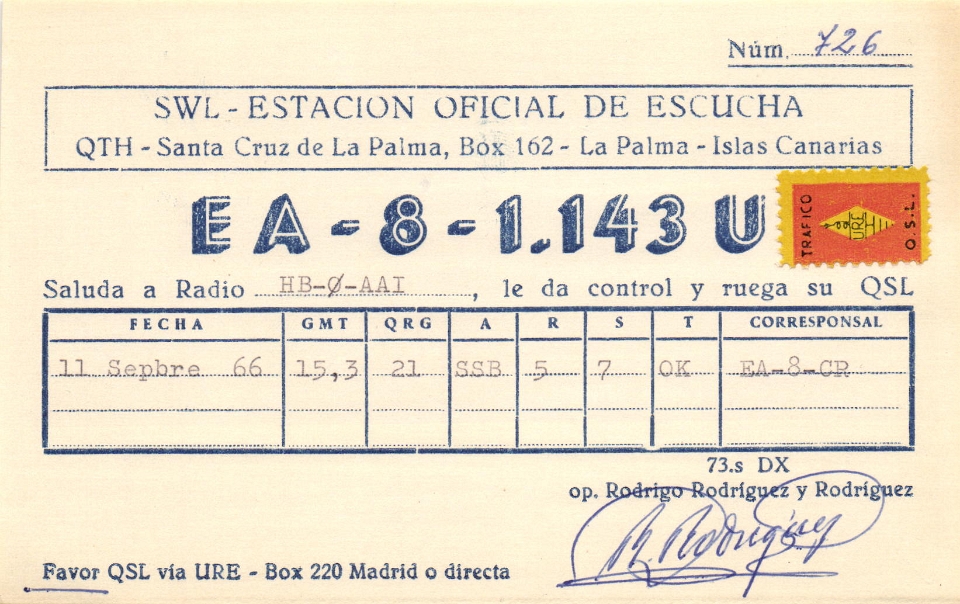 Núm. 726
SWL - ESTACION OFICIAL DE ESCUCHA
QTH - Santa Cruz de La Palma, Box 162 - La Palma - Islas Canarias
EA - 8 - 1.143 U
TRAFICO URE Q.S.L.
Saluda a Radio HB-Ø-AAI, le da control y ruega su QSL
FECHA GMT QRG A R S T CORRESPONSAL
11 Sepbre 66 15,3 21 SSB 5 7 OK EA-8-CR
73.s DX
op. Rodrigo Rodríguez y Rodríguez
R. Rodríguez
Favor QSL vía URE - Box 220 Madrid o directa